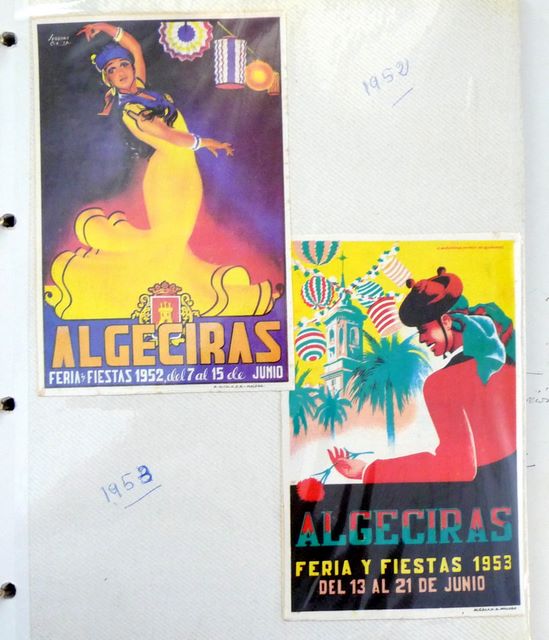 ALGECIRAS
FERIA y FIESTAS 1952, del 7 al 15 de JUNIO
1952
ALGECIRAS
FERIA Y FIESTAS 1953
DEL 13 AL 21 DE JUNIO
1953